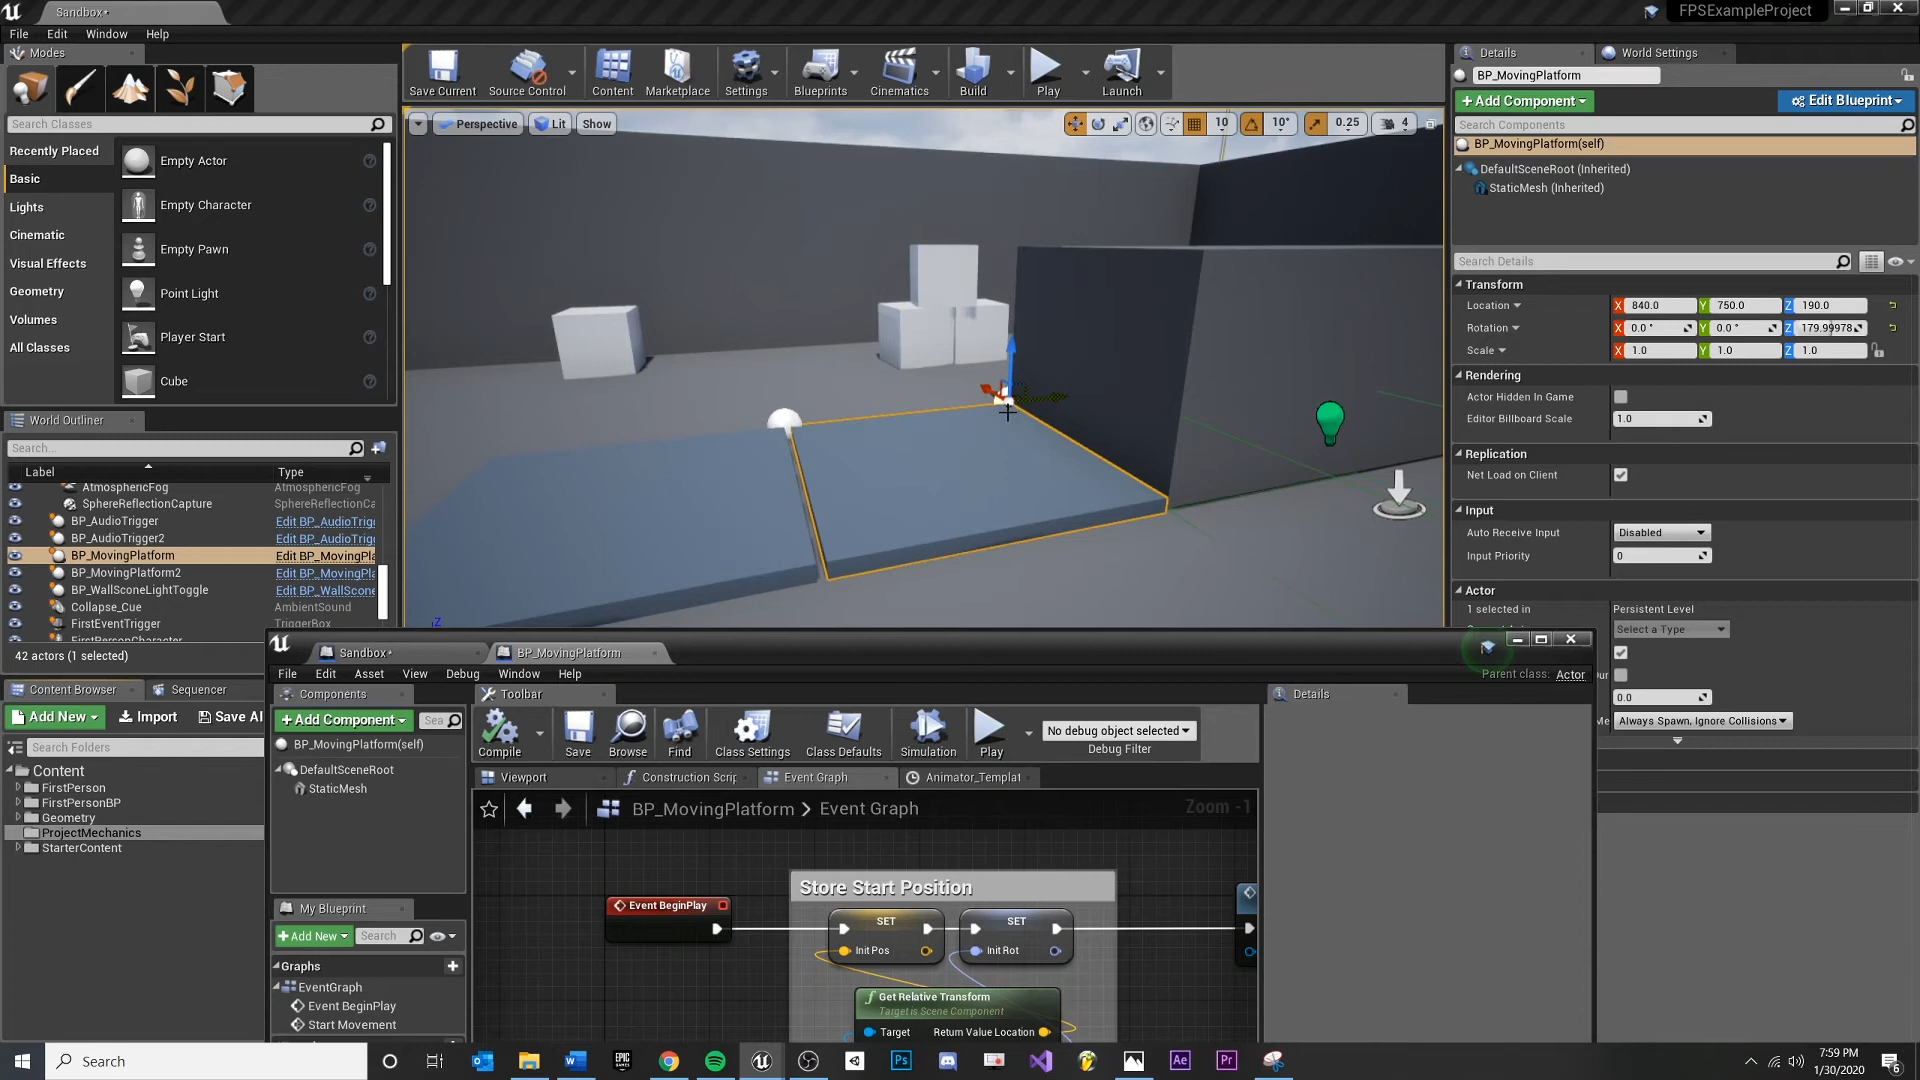 Sandbox•
FPSExampleProject
File Edit Window Help
Modes
Save Current
Source Control
Content
Marketplace
Settings
Blueprints
Cinematics
Build
Play
Launch
Search Classes
Recently Placed
Basic
Lights
Cinematic
Visual Effects
Geometry
Volumes
All Classes
Empty Actor
Empty Character
Empty Pawn
Point Light
Player Start
Cube
Perspective
Lit
Show
10
10°
0.25
4
Details
World Settings
BP_MovingPlatform
+Add Component
Edit Blueprint
Search Components
BP_MovingPlatform(self)
DefaultSceneRoot (Inherited)
StaticMesh (Inherited)
Search Details
Transform
Location X 840.0 Y 750.0 Z 190.0
Rotation X 0.0 ° Y 0.0 ° Z 179.99978
Scale X 1.0 Y 1.0 Z 1.0
Rendering
Actor Hidden In Game
Editor Billboard Scale 1.0
Replication
Net Load on Client
Input
Auto Receive Input Disabled
Input Priority 0
Actor
1 selected in Persistent Level
Select a Type
0.0
Always Spawn, Ignore Collisions
World Outliner
Search...
Label Type
AtmosphericFog AtmosphericFog
SphereReflectionCapture SphereReflectionCa
BP_AudioTrigger Edit BP_AudioTrig
BP_AudioTrigger2 Edit BP_AudioTrig
BP_MovingPlatform Edit BP_MovingPla
BP_MovingPlatform2 Edit BP_MovingPla
BP_WallSconeLightToggle Edit BP_WallScone
Collapse_Cue AmbientSound
FirstEventTrigger TriggerBox
FirstPersonCharacter
42 actors (1 selected)
Z
Content Browser
Sequencer
Add New
Import
Save Al
Search Folders
Content
FirstPerson
FirstPersonBP
Geometry
ProjectMechanics
StarterContent
Sandbox•
BP_MovingPlatform
File Edit Asset View Debug Window Help
Parent class: Actor
Components
+Add Component
Sea
BP_MovingPlatform(self)
DefaultSceneRoot
StaticMesh
Toolbar
Compile
Save
Browse
Find
Class Settings
Class Defaults
Simulation
Play
No debug object selected
Debug Filter
Details
Viewport
Construction Scrip
Event Graph
Animator_Templat
BP_MovingPlatform > Event Graph
Zoom -1
My Blueprint
+Add New
Search
Graphs
EventGraph
Event BeginPlay
Start Movement
Event BeginPlay
Store Start Position
SET
Init Pos
SET
Init Rot
Get Relative Transform
Target is Scene Component
Target
Return Value Location
Search
7:59 PM
1/30/2020
6